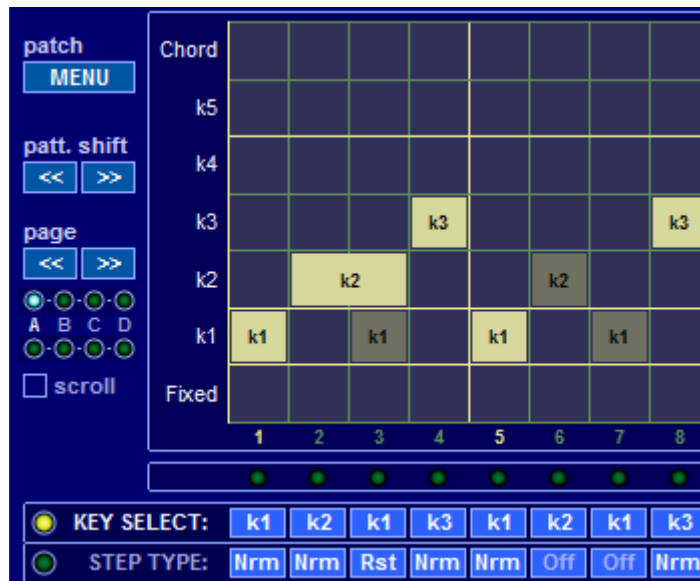 patch
MENU
patt. shift
<< >>
page
<< >>
A B C D
scroll
Chord
k5
k4
k3 k3 k3
k2 k2 k2
k1 k1 k1 k1 k1
Fixed
1 2 3 4 5 6 7 8
KEY SELECT: k1 k2 k1 k3 k1 k2 k1 k3
STEP TYPE: Nrm Nrm Rst Nrm Nrm Off Off Nrm